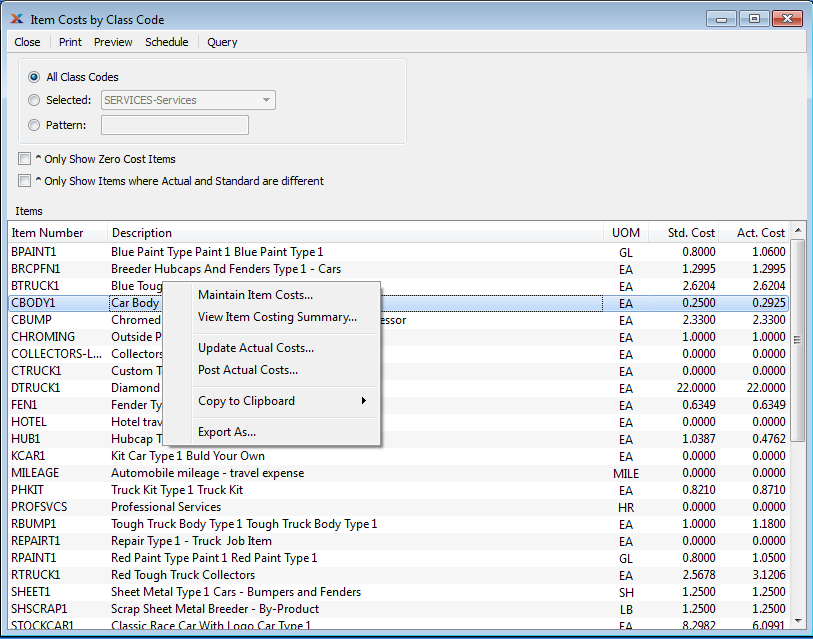 Item Costs by Class Code
Close Print Preview Schedule Query
All Class Codes
Selected: SERVICES-Services
Pattern:
^ Only Show Zero Cost Items
^ Only Show Items where Actual and Standard are different
Items
Item Number Description UOM Std. Cost Act. Cost
BPAINT1 Blue Paint Type Paint 1 Blue Paint Type 1 GL 0.8000 1.0600
BRCPFN1 Breeder Hubcaps And Fenders Type 1 - Cars EA 1.2995 1.2995
BTRUCK1 Blue Toug EA 2.6204 2.6204
Maintain Item Costs...
CBODY1 Car Body EA 0.2500 0.2925
View Item Costing Summary...
CBUMP Chromed essor EA 2.3300 2.3300
CHROMING Outside P EA 1.0000 1.0000
Update Actual Costs...
COLLECTORS-L... Collectors EA 0.0000 0.0000
Post Actual Costs...
CTRUCK1 Custom T EA 0.0000 0.0000
DTRUCK1 Diamond EA 22.0000 22.0000
Copy to Clipboard
FEN1 Fender Ty EA 0.6349 0.6349
HOTEL Hotel trav EA 0.0000 0.0000
Export As...
HUB1 Hubcap T EA 1.0387 0.4762
KCAR1 Kit Car Type 1 Buld Your Own EA 0.0000 0.0000
MILEAGE Automobile mileage - travel expense MILE 0.0000 0.0000
PHKIT Truck Kit Type 1 Truck Kit EA 0.8210 0.8710
PROFSVCS Professional Services HR 0.0000 0.0000
RBUMP1 Tough Truck Body Type 1 Tough Truck Body Type 1 EA 1.0000 1.1800
REPAIRT1 Repair Type 1 - Truck Job Item EA 0.0000 0.0000
RPAINT1 Red Paint Type Paint 1 Red Paint Type 1 GL 0.8000 1.0500
RTRUCK1 Red Tough Truck Collectors EA 2.5678 3.1206
SHEET1 Sheet Metal Type 1 Cars - Bumpers and Fenders SH 1.2500 1.2500
SHSCRAP1 Scrap Sheet Metal Breeder - By-Product LB 1.2500 1.2500
STOCKCAR1 Classic Race Car With Logo Car Type 1 EA 8.2982 6.0991